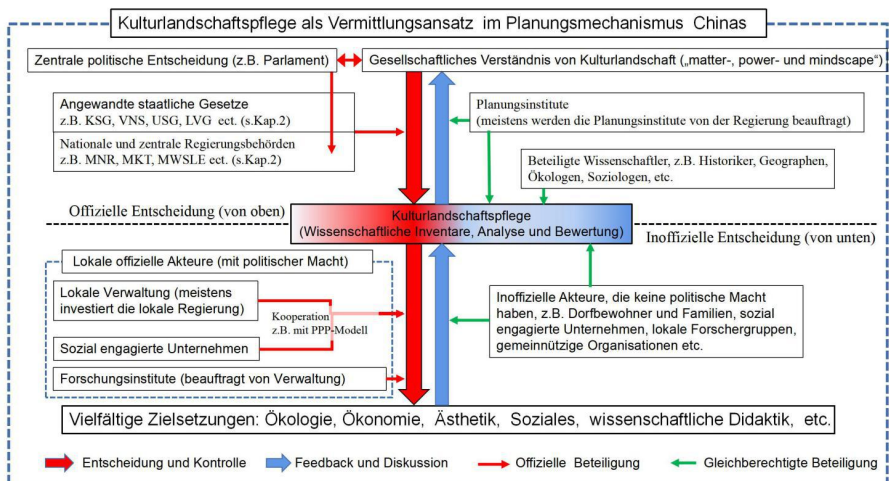 Kulturlandschaftspflege als Vermittlungsansatz im Planungsmechanismus Chinas
Zentrale politische Entscheidung (z.B. Parlament)
Gesellschaftliches Verständnis von Kulturlandschaft („matter-, power- und mindscape“)
Angewandte staatliche Gesetze
z.B. KSG, VNS, USG, LVG ect. (s.Kap.2)
Nationale und zentrale Regierungsbehörden
z.B. MNR, MKT, MWSLE ect. (s.Kap.2)
Planungsinstitute
(meistens werden die Planungsinstitute von der Regierung beauftragt)
Beteiligte Wissenschaftler, z.B. Historiker, Geographen,
Ökologen, Soziologen, etc.
Offizielle Entscheidung (von oben)
Kulturlandschaftspflege
(Wissenschaftliche Inventare, Analyse und Bewertung)
Inoffizielle Entscheidung (von unten)
Lokale offizielle Akteure (mit politischer Macht)
Lokale Verwaltung (meistens
investiert die lokale Regierung)
Kooperation
z.B. mit PPP-Modell
Sozial engagierte Unternehmen
Forschungsinstitute (beauftragt von Verwaltung)
Inoffizielle Akteure, die keine politische Macht
haben, z.B. Dorfbewohner und Familien, sozial
engagierte Unternehmen, lokale Forschergruppen,
gemeinnützige Organisationen etc.
Vielfältige Zielsetzungen: Ökologie, Ökonomie, Ästhetik, Soziales, wissenschaftliche Didaktik, etc.
Entscheidung und Kontrolle
Feedback und Diskussion
Offizielle Beteiligung
Gleichberechtigte Beteiligung